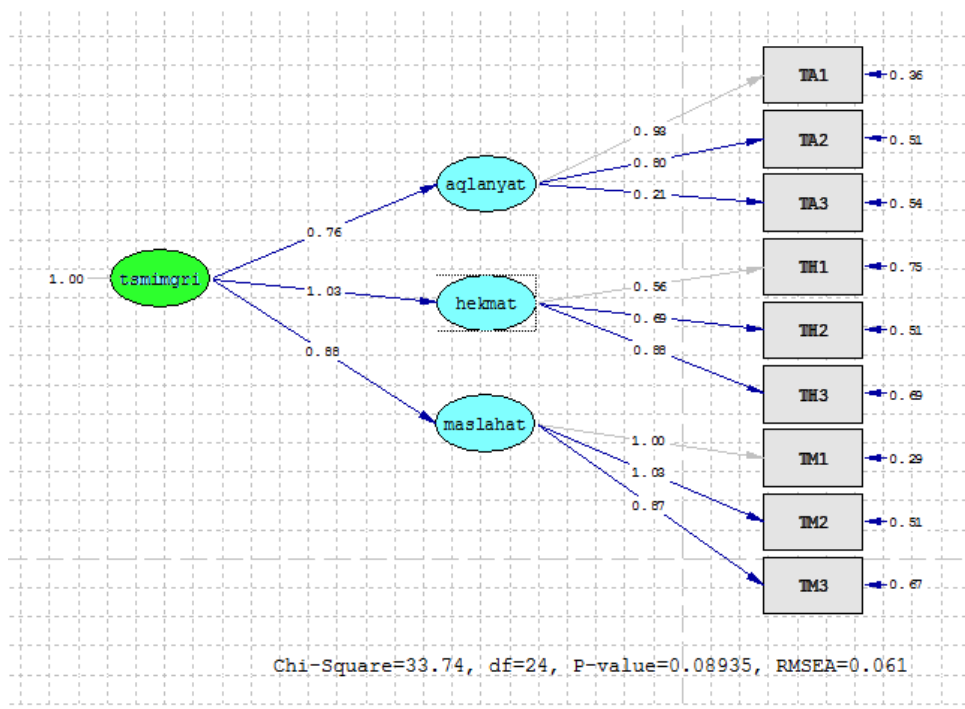 TA1
0.36
0.98
TA2
0.51
0.80
aqlanyat
0.21
TA3
0.54
0.76
TH1
0.75
1.00
tsmimgri
1.03
0.56
hekmat
0.69
TH2
0.51
0.88
0.88
TH3
0.69
maslahat
1.00
TM1
0.29
1.03
0.87
TM2
0.51
TM3
0.67
Chi-Square=33.74, df=24, P-value=0.08935, RMSEA=0.061